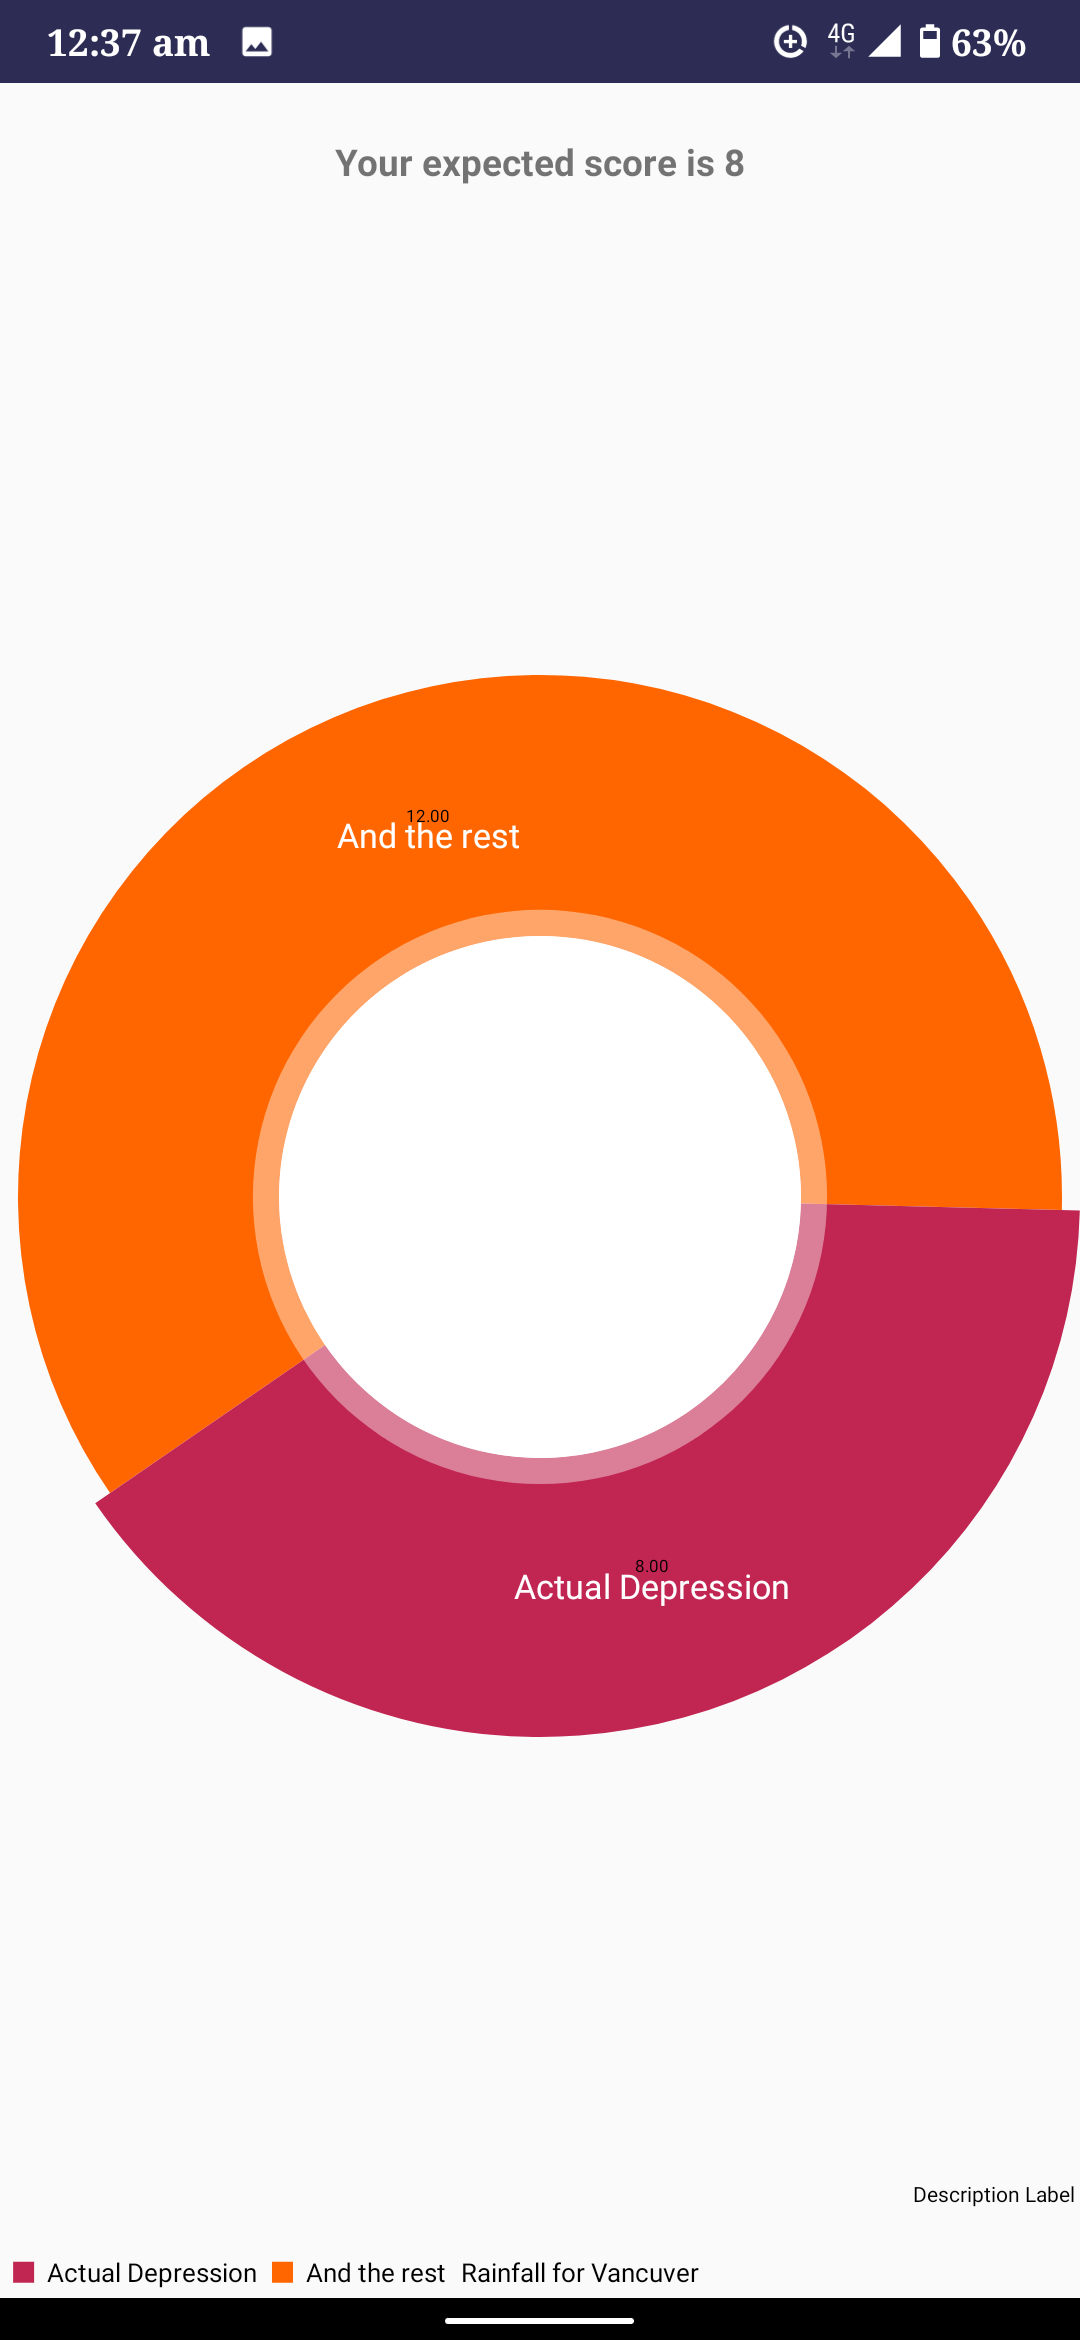 12:37 am 4G 63%
Your expected score is 8
12.00
And the rest
8.00
Actual Depression
Description Label
Actual Depression And the rest Rainfall for Vancuver